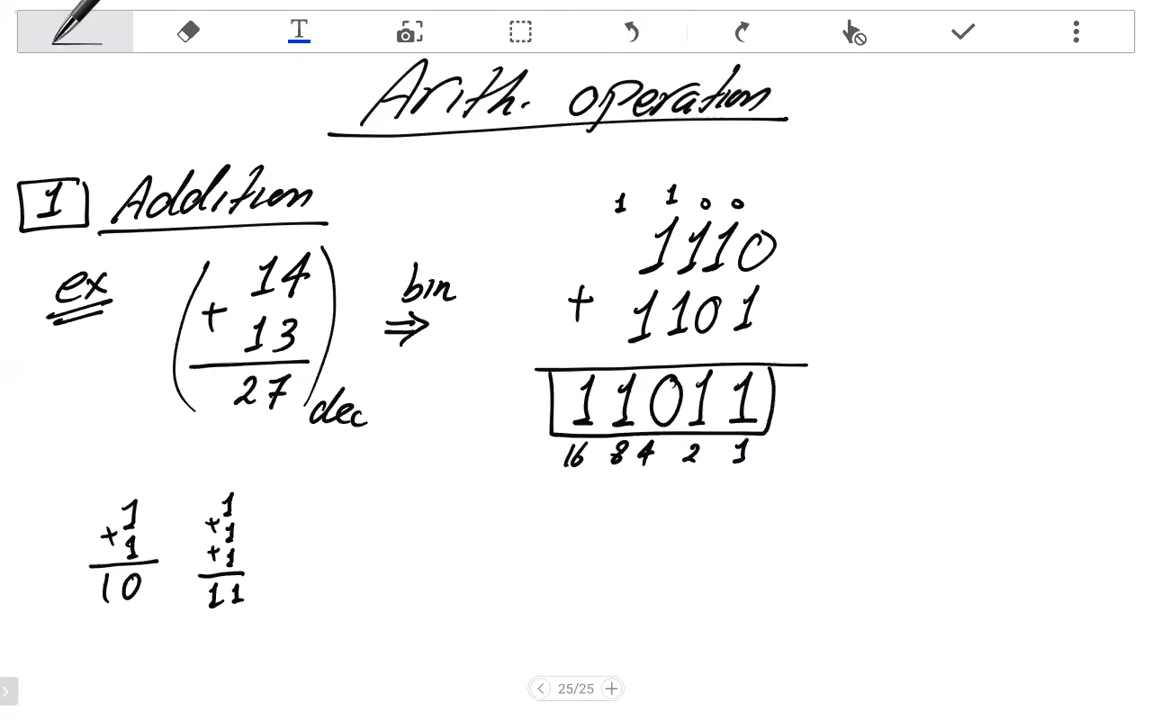 T
Arith. operation
1 Addition
ex
14
+ 13
27
dec
bin
⇒
1 1 0 0
1110
+ 1101
11011
16 8 4 2 1
1
+1
10
1
+1
+1
11
25/25